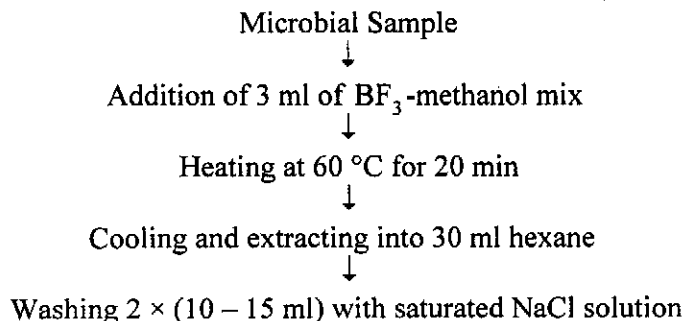 Microbial Sample
↓
Addition of 3 ml of BF₃-methanol mix
↓
Heating at 60 °C for 20 min
↓
Cooling and extracting into 30 ml hexane
↓
Washing 2 × (10 – 15 ml) with saturated NaCl solution